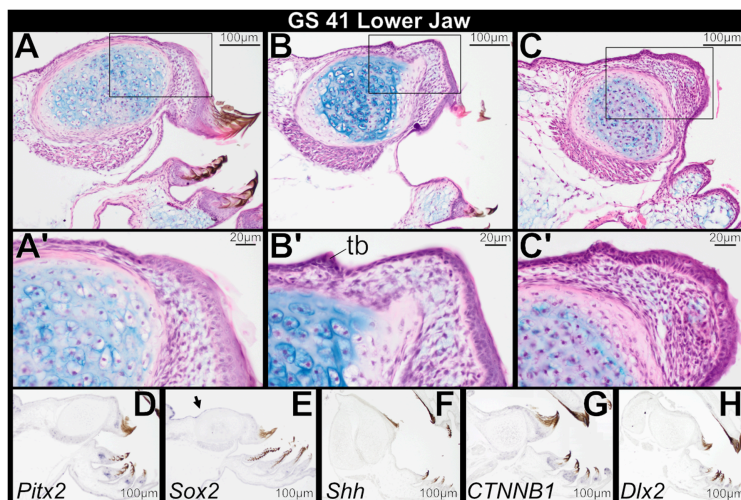 GS 41 Lower Jaw
A 100µm B 100µm C 100µm
A' 20µm B' tb 20µm C' 20µm
D E F G H
Pitx2 100µm Sox2 100µm Shh 100µm CTNNB1 100µm Dlx2 100µm